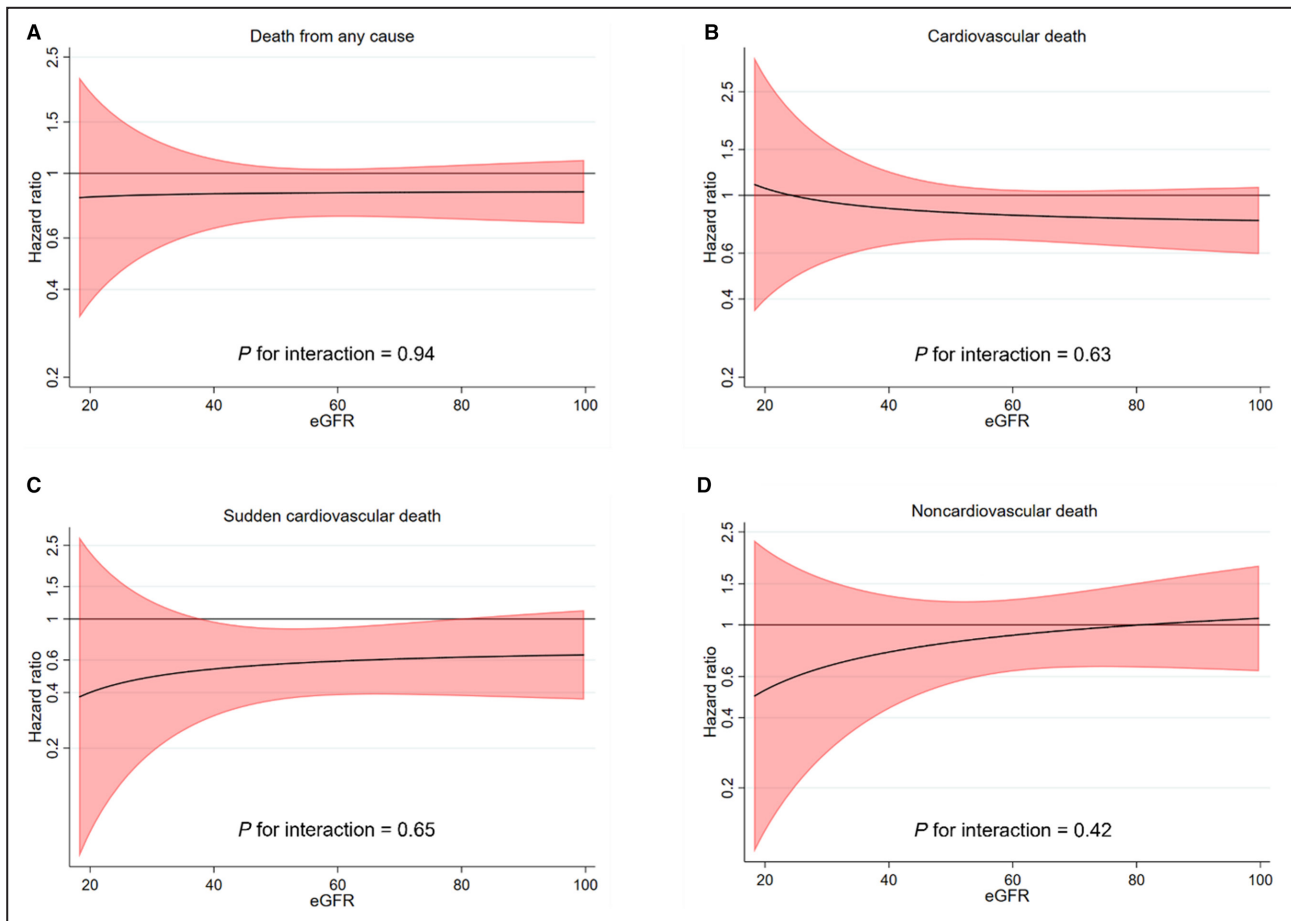 A
Death from any cause
Hazard ratio
2.5
1.5
1
0.6
0.4
0.2
P for interaction = 0.94
20 40 60 80 100
eGFR
B
Cardiovascular death
Hazard ratio
2.5
1.5
1
0.6
0.4
0.2
P for interaction = 0.63
20 40 60 80 100
eGFR
C
Sudden cardiovascular death
Hazard ratio
2.5
1.5
1
0.6
0.4
0.2
P for interaction = 0.65
20 40 60 80 100
eGFR
D
Noncardiovascular death
Hazard ratio
2.5
1.5
1
0.6
0.4
0.2
P for interaction = 0.42
20 40 60 80 100
eGFR